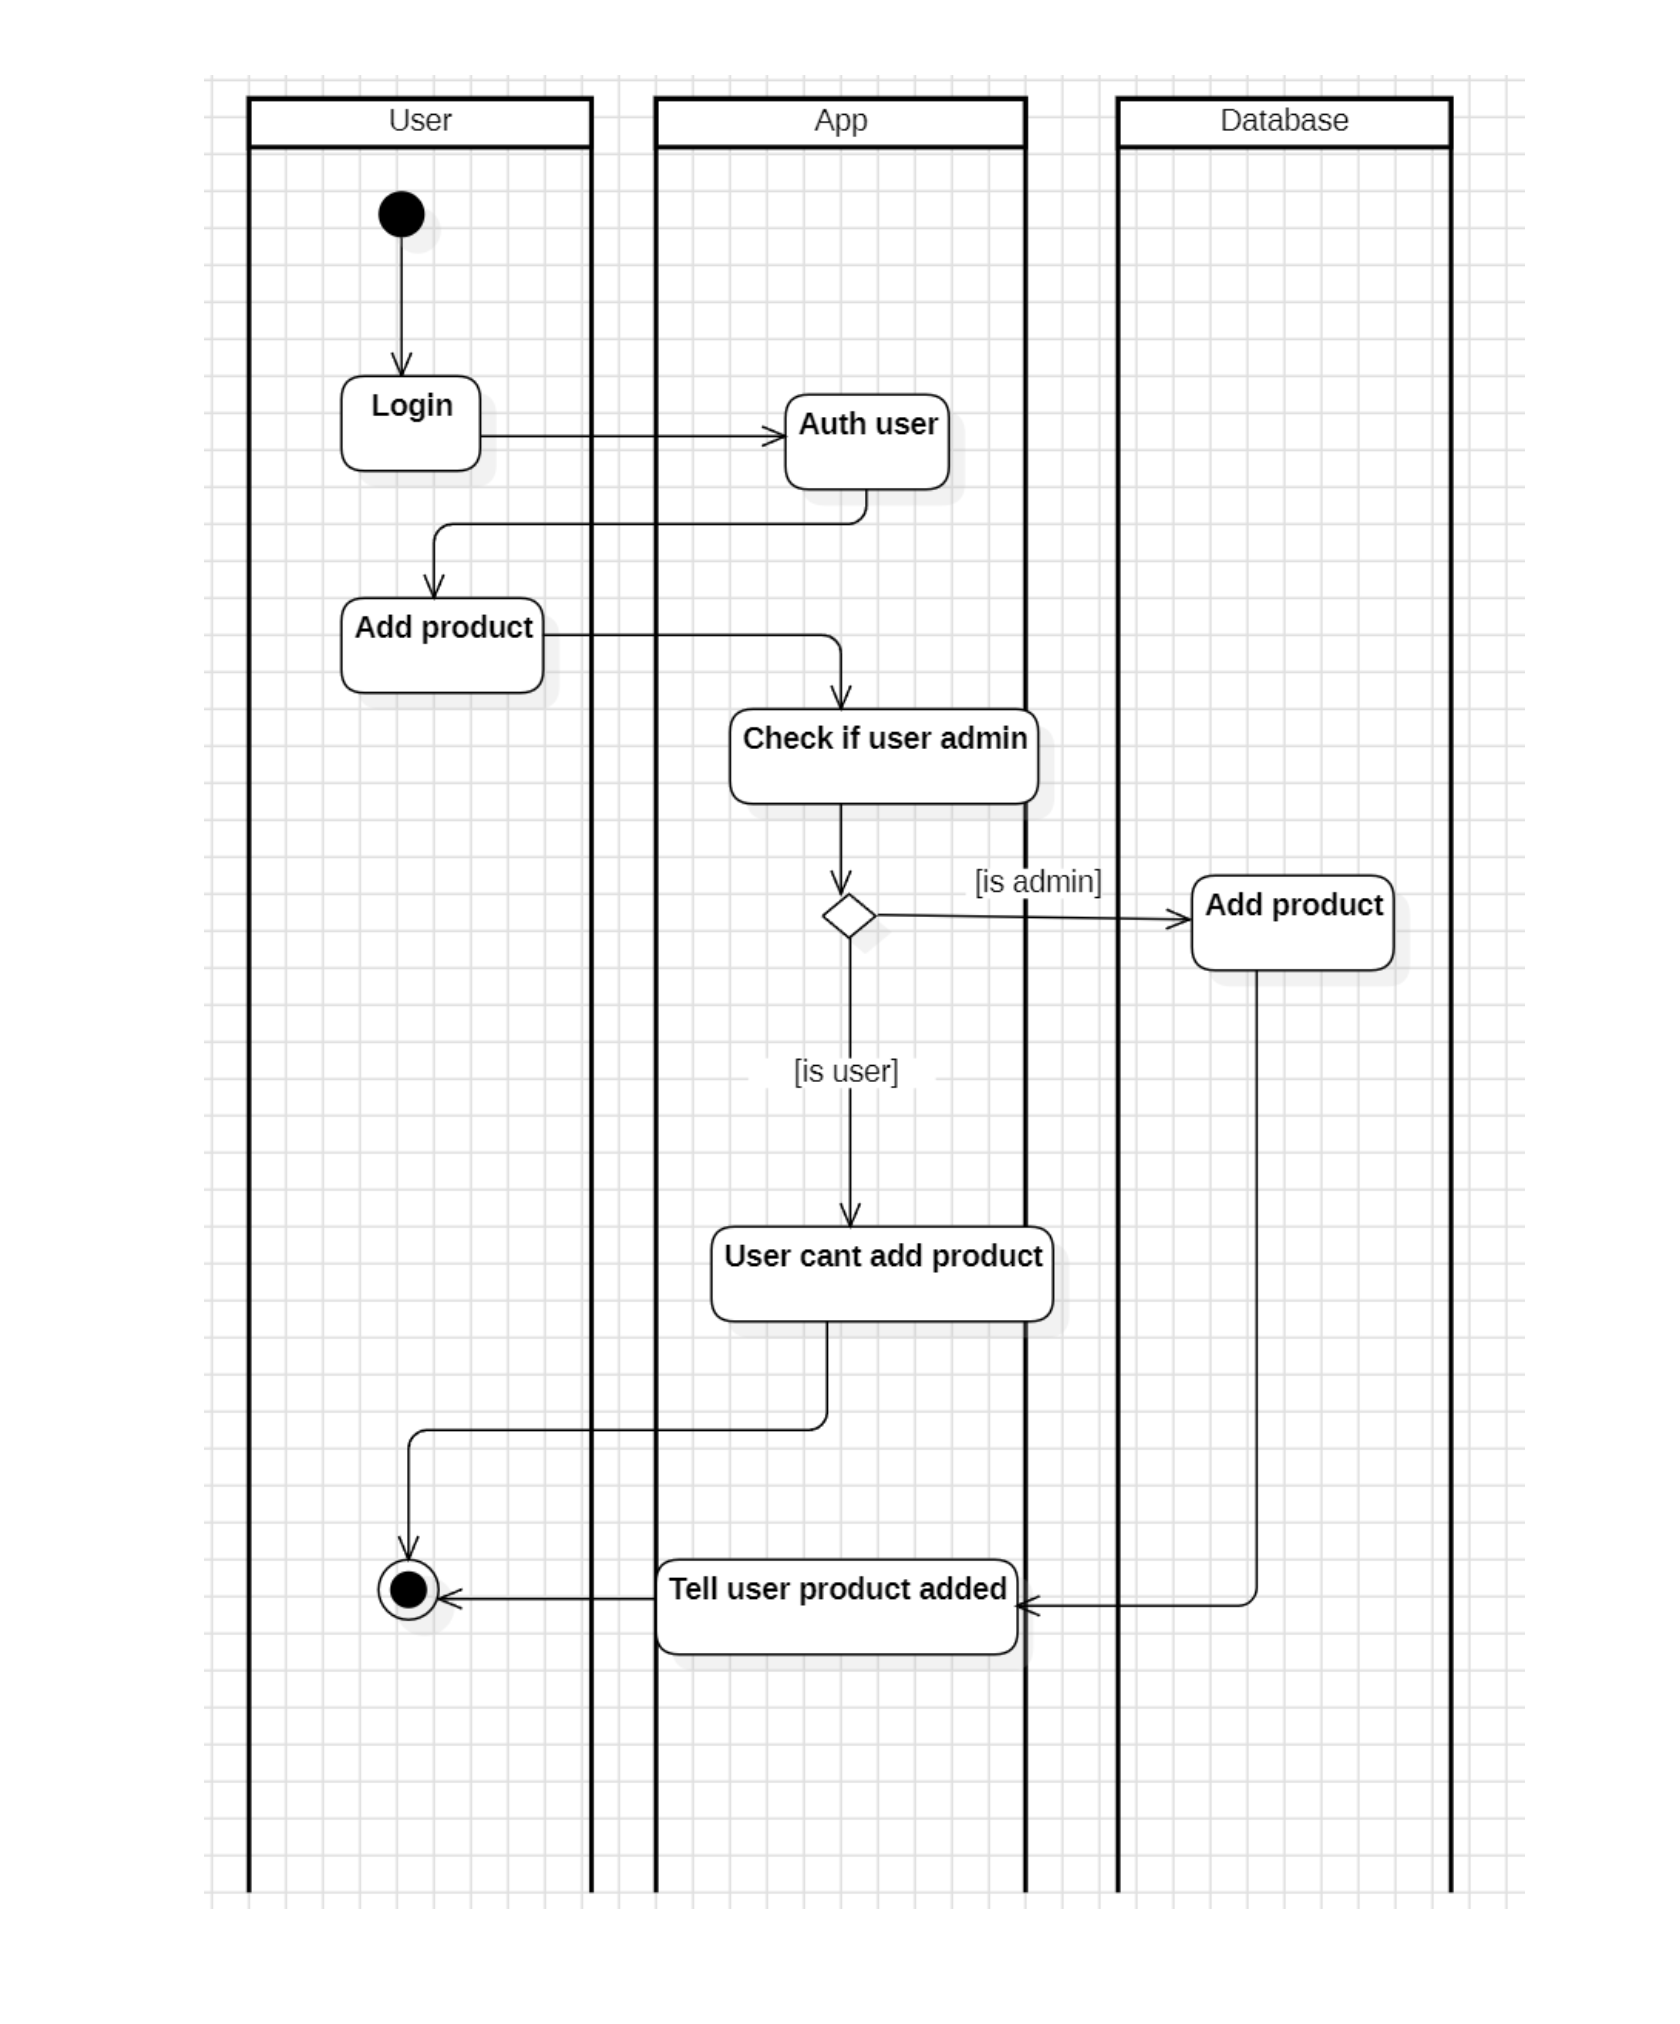 User
App
Database
Login
Auth user
Add product
Check if user admin
[is admin]
Add product
[is user]
User cant add product
Tell user product added